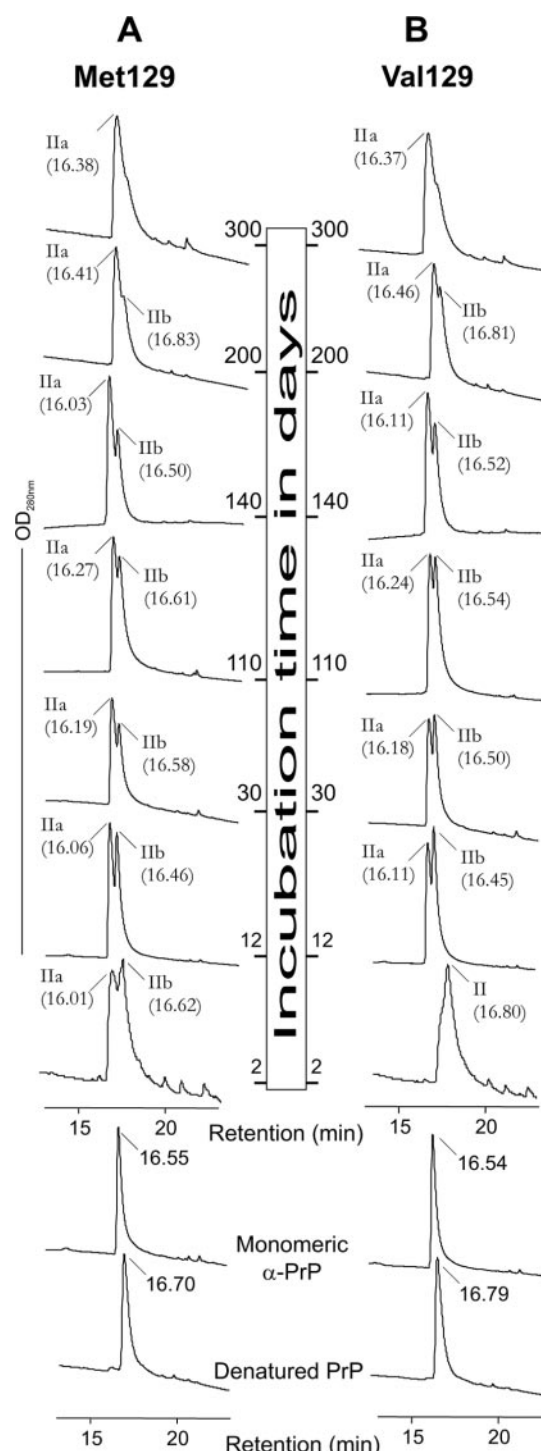 A B
Met129 Val129
IIa
(16.38)
IIa
(16.37)
300 300
IIa
(16.41)
IIb
(16.83)
IIa
(16.46)
IIb
(16.81)
200 200
IIa
(16.03)
IIb
(16.50)
IIa
(16.11)
IIb
(16.52)
140 140
IIa
(16.27)
IIb
(16.61)
IIa
(16.24)
IIb
(16.54)
110 110
IIa
(16.19)
IIb
(16.58)
IIa
(16.18)
IIb
(16.50)
30 30
IIa
(16.06)
IIb
(16.46)
IIa
(16.11)
IIb
(16.45)
12 12
IIa
(16.01)
IIb
(16.62)
II
(16.80)
2 2
OD280nm
Incubation time in days
15 20 15 20
Retention (min)
16.55 16.54
Monomeric
α-PrP
16.70 16.79
Denatured PrP
15 20 15 20
Retention (min)